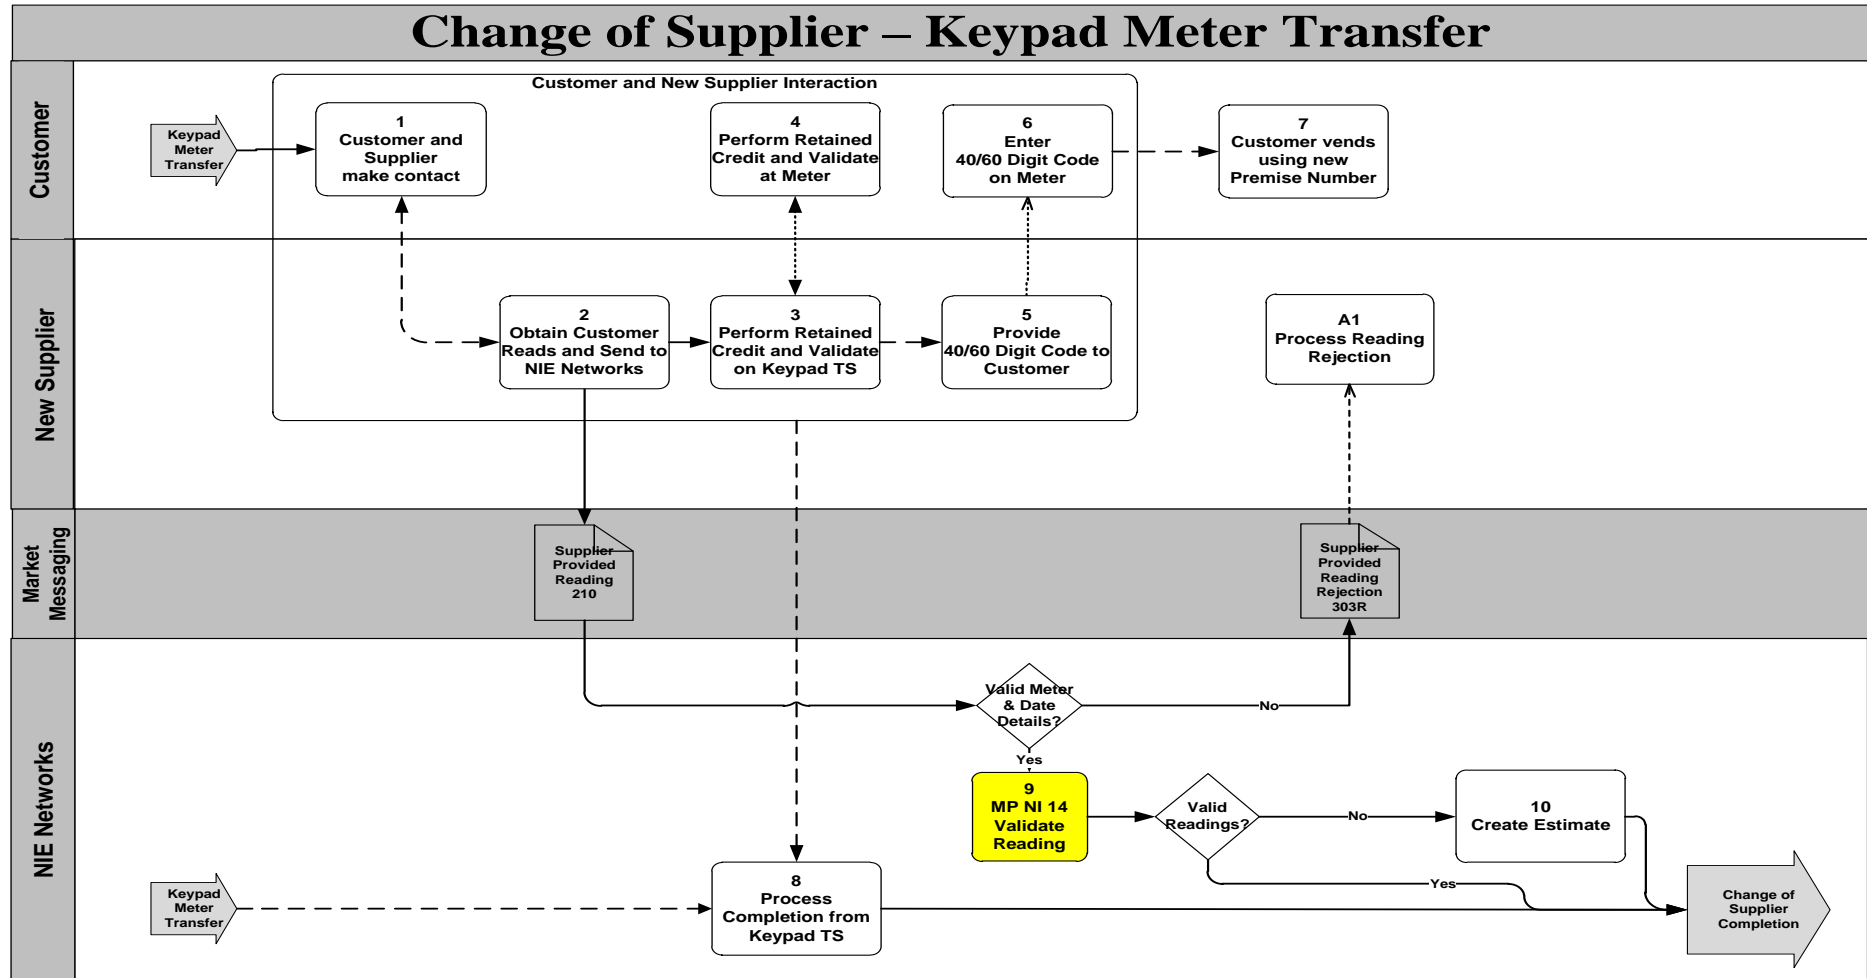 Change of Supplier – Keypad Meter Transfer
Customer
Customer and New Supplier Interaction
Keypad
Meter
Transfer
1
Customer and
Supplier
make contact
4
Perform Retained
Credit and Validate
at Meter
6
Enter
40/60 Digit Code
on Meter
7
Customer vends
using new
Premise Number
New Supplier
2
Obtain Customer
Reads and Send to
NIE Networks
3
Perform Retained
Credit and Validate
on Keypad TS
5
Provide
40/60 Digit Code to
Customer
A1
Process Reading
Rejection
Market
Messaging
Supplier
Provided
Reading
210
Supplier
Provided
Reading
Rejection
303R
NIE Networks
Valid Meter
& Date
Details?
No
Yes
9
MP NI 14
Validate
Reading
Valid
Readings?
No
10
Create Estimate
Yes
Keypad
Meter
Transfer
8
Process
Completion from
Keypad TS
Change of
Supplier
Completion